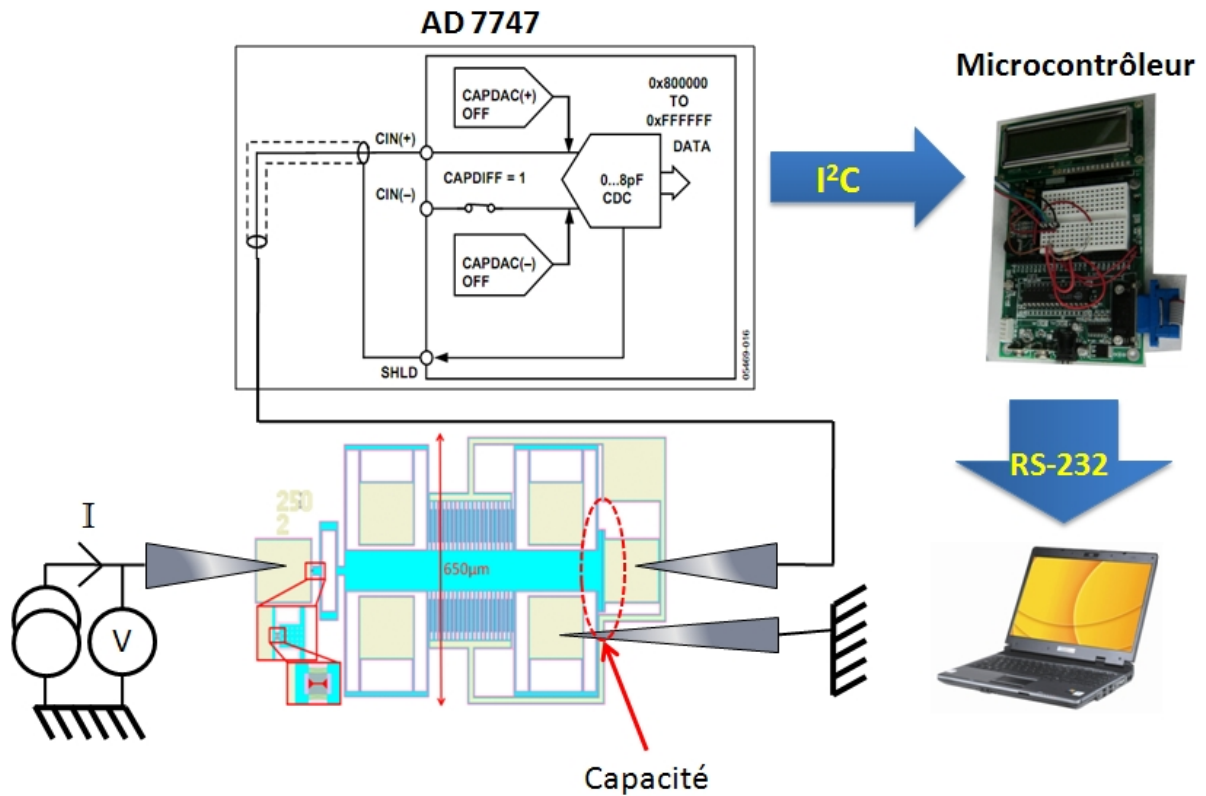 AD 7747
Microcontrôleur
CAPDAC(+)
OFF
0x800000
TO
0xFFFFFF
DATA
CIN(+)
CAPDIFF = 1
CIN(–)
0...8pF
CDC
CAPDAC(–)
OFF
SHLD
05469-016
I²C
RS-232
250
2
I
V
650µm
Capacité